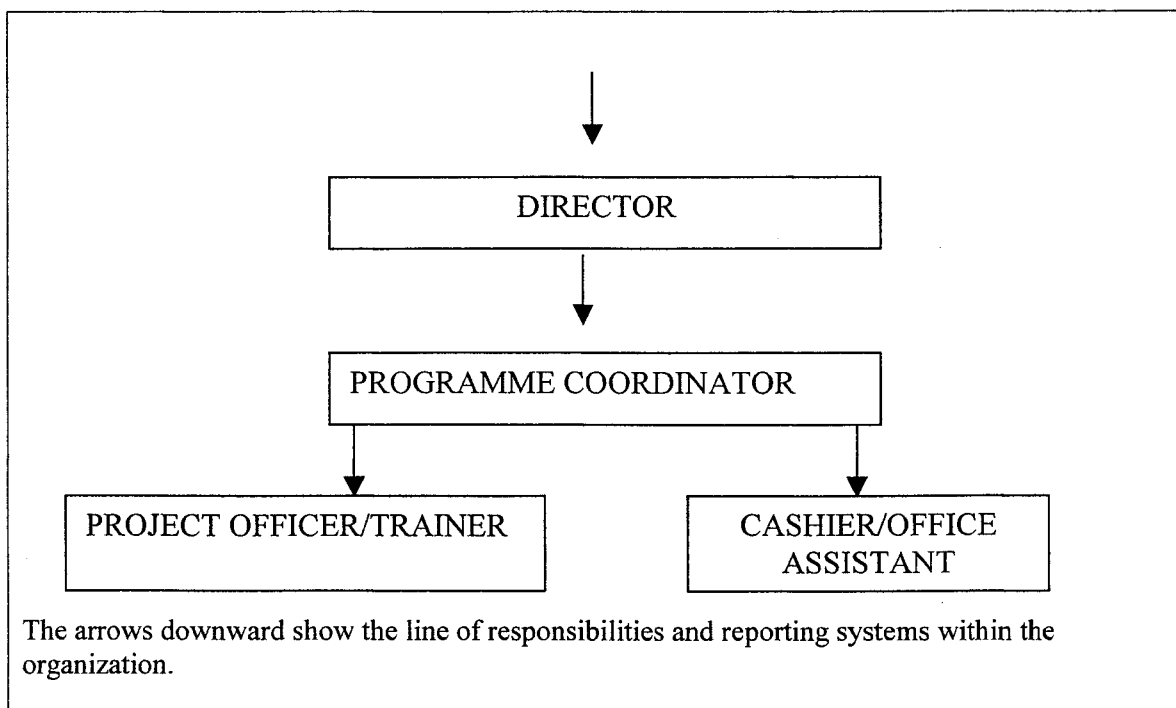 DIRECTOR
PROGRAMME COORDINATOR
PROJECT OFFICER/TRAINER
CASHIER/OFFICE
ASSISTANT
The arrows downward show the line of responsibilities and reporting systems within the
organization.